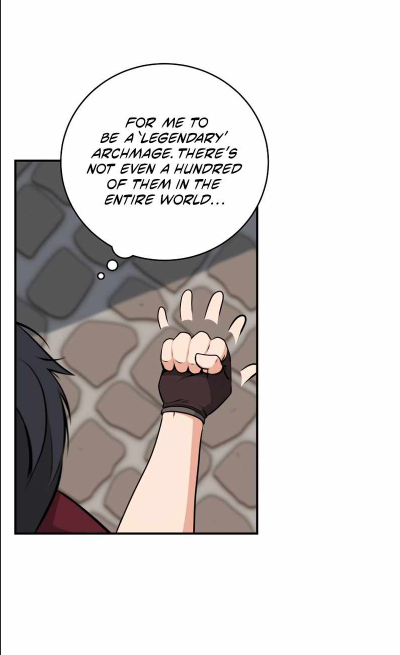 FOR ME TO
BE A 'LEGENDARY'
ARCHMAGE. THERE'S
NOT EVEN A HUNDRED
OF THEM IN THE
ENTIRE WORLD...